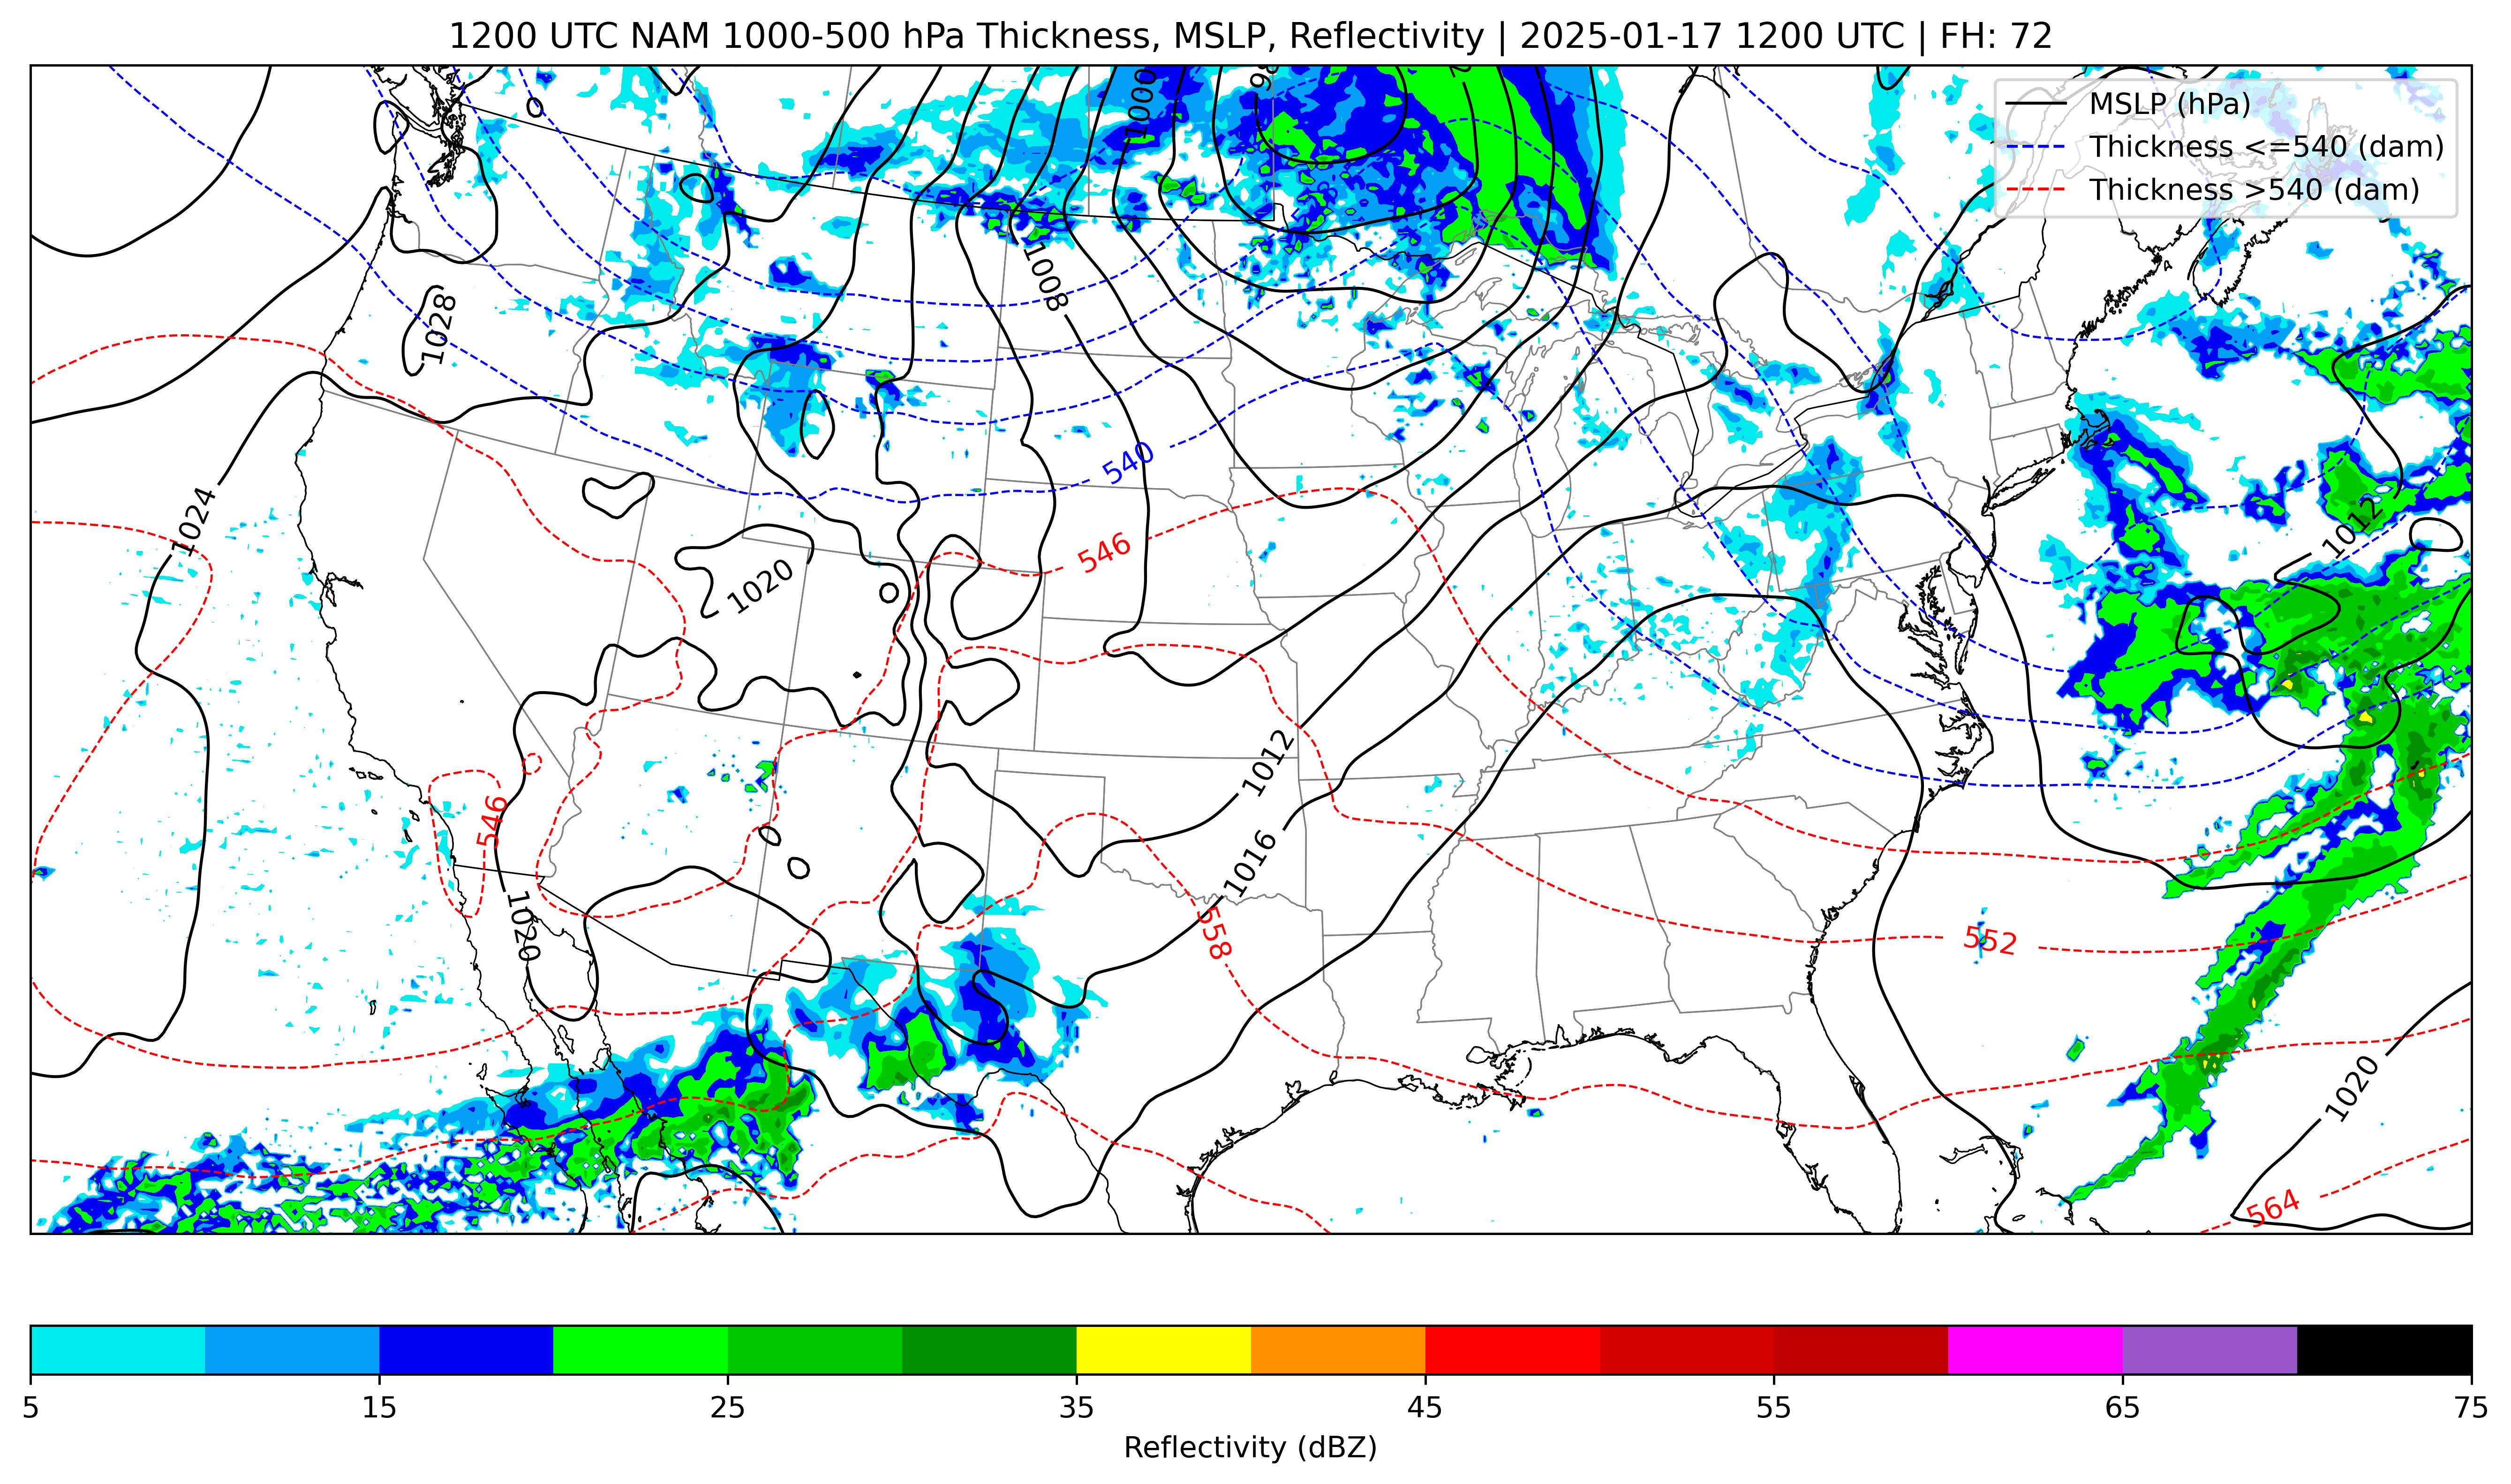 1200 UTC NAM 1000-500 hPa Thickness, MSLP, Reflectivity | 2025-01-17 1200 UTC | FH: 72
MSLP (hPa)
Thickness <=540 (dam)
Thickness >540 (dam)
1000
1008
1028
1024
540
546
1012
1020
1012
546
1016
1020
558
552
1020
564
5 15 25 35 45 55 65 75
Reflectivity (dBZ)